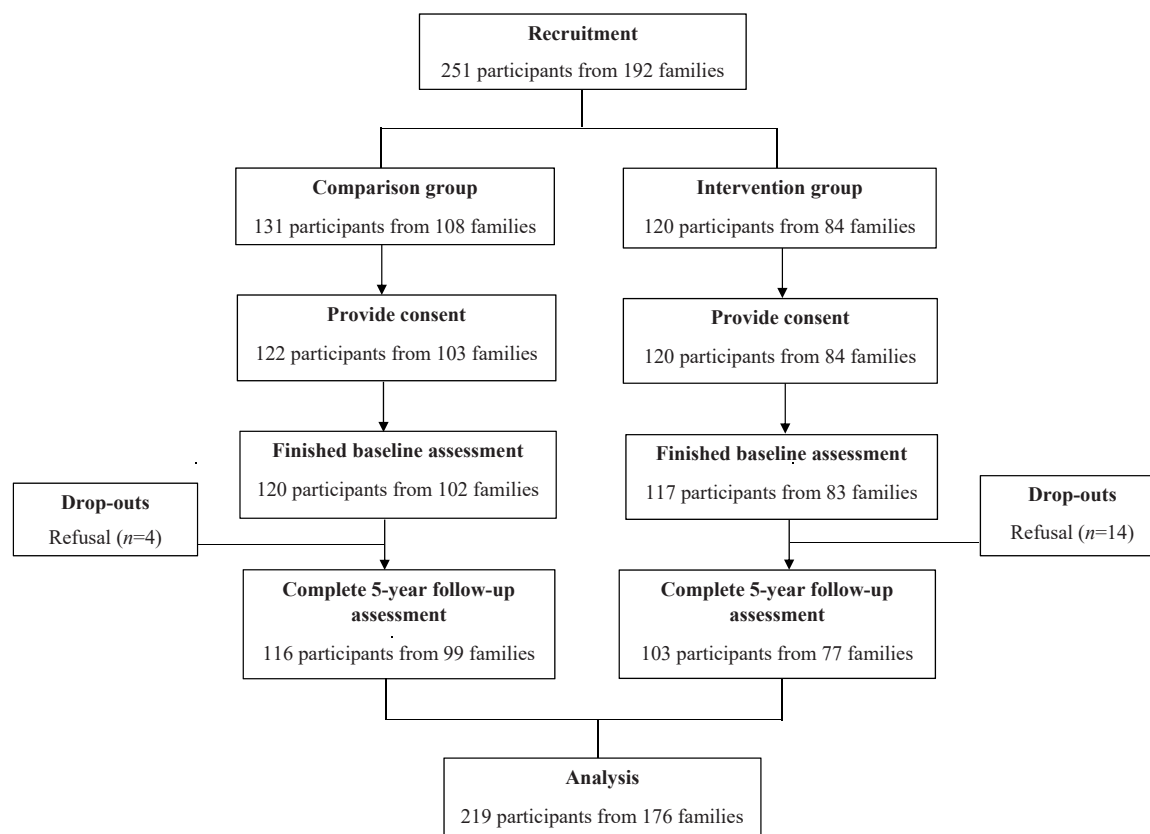 Recruitment
251 participants from 192 families
Comparison group
131 participants from 108 families
Intervention group
120 participants from 84 families
Provide consent
122 participants from 103 families
Provide consent
120 participants from 84 families
Finished baseline assessment
120 participants from 102 families
Finished baseline assessment
117 participants from 83 families
Drop-outs
Refusal (n=4)
Drop-outs
Refusal (n=14)
Complete 5-year follow-up
assessment
116 participants from 99 families
Complete 5-year follow-up
assessment
103 participants from 77 families
Analysis
219 participants from 176 families